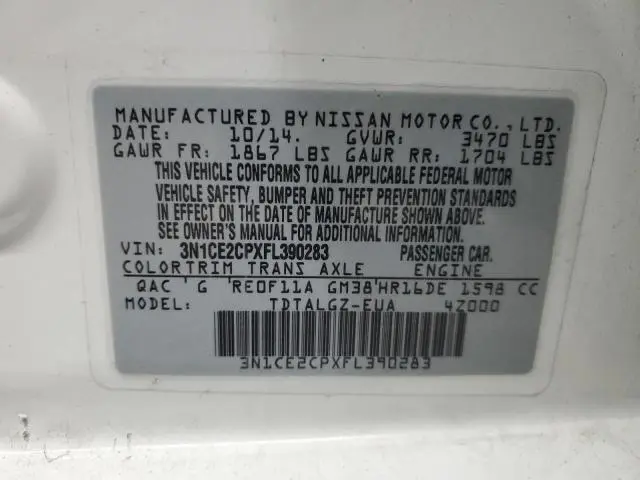 MANUFACTURED BY NISSAN MOTOR CO., LTD.
DATE: 10/14. GVWR: 3470 LBS
GAWR FR: 1867 LBS GAWR RR: 1704 LBS
THIS VEHICLE CONFORMS TO ALL APPLICABLE FEDERAL MOTOR
VEHICLE SAFETY, BUMPER AND THEFT PREVENTION STANDARDS
IN EFFECT ON THE DATE OF MANUFACTURE SHOWN ABOVE.
SEE OWNER'S MANUAL FOR ADDITIONAL INFORMATION.
VIN: 3N1CE2CPXFL390283 PASSENGER CAR.
COLOR TRIM TRANS AXLE ENGINE
QAC ' G 'RE0F11A GM38'HR16DE 1598 CC
MODEL: TDTALGZ-EUA 4Z000
3N1CE2CPXFL390283